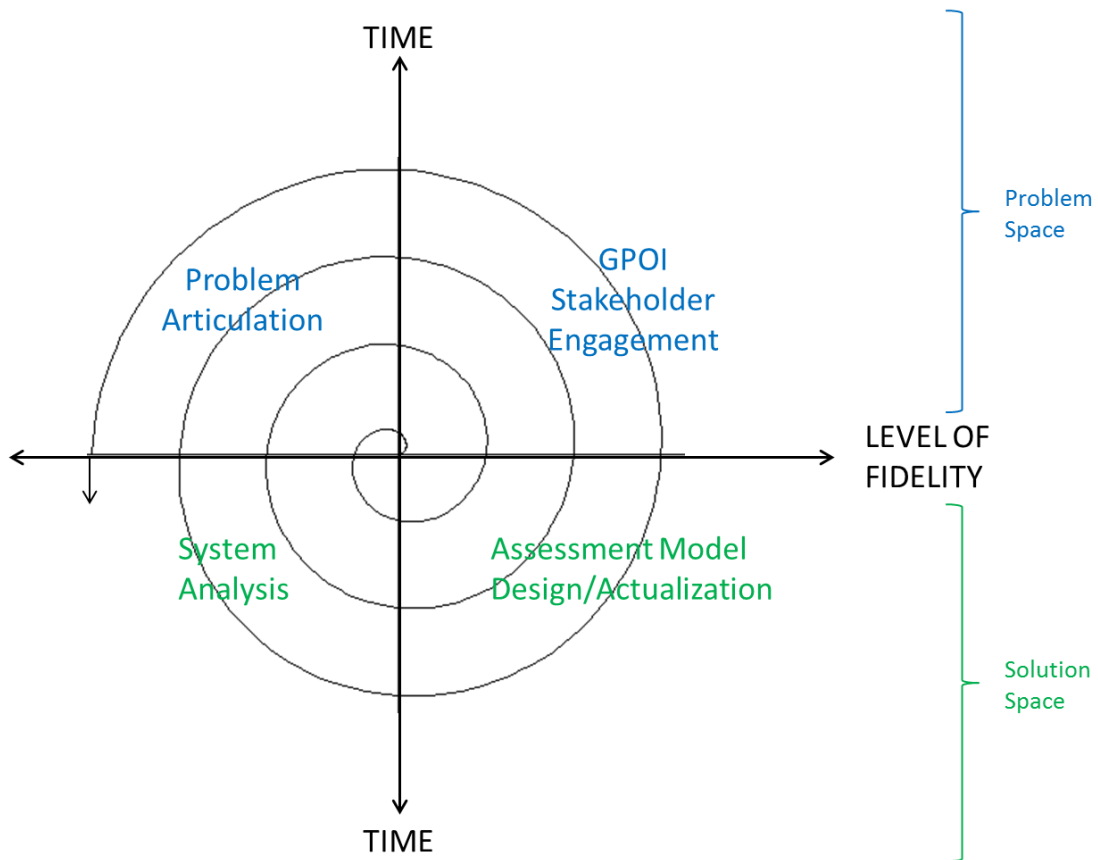 TIME
Problem
Articulation
GPOI
Stakeholder
Engagement
Problem
Space
LEVEL OF
FIDELITY
System
Analysis
Assessment Model
Design/Actualization
Solution
Space
TIME